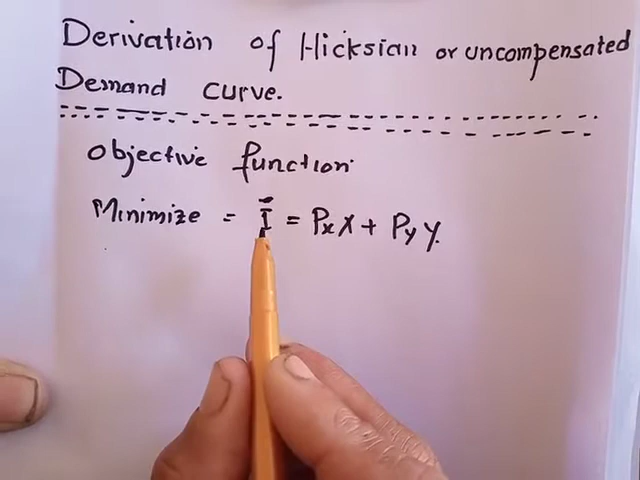 Derivation of Hicksian or uncompensated
Demand curve.
Objective function
Minimize = Ī = PxX + PyY.